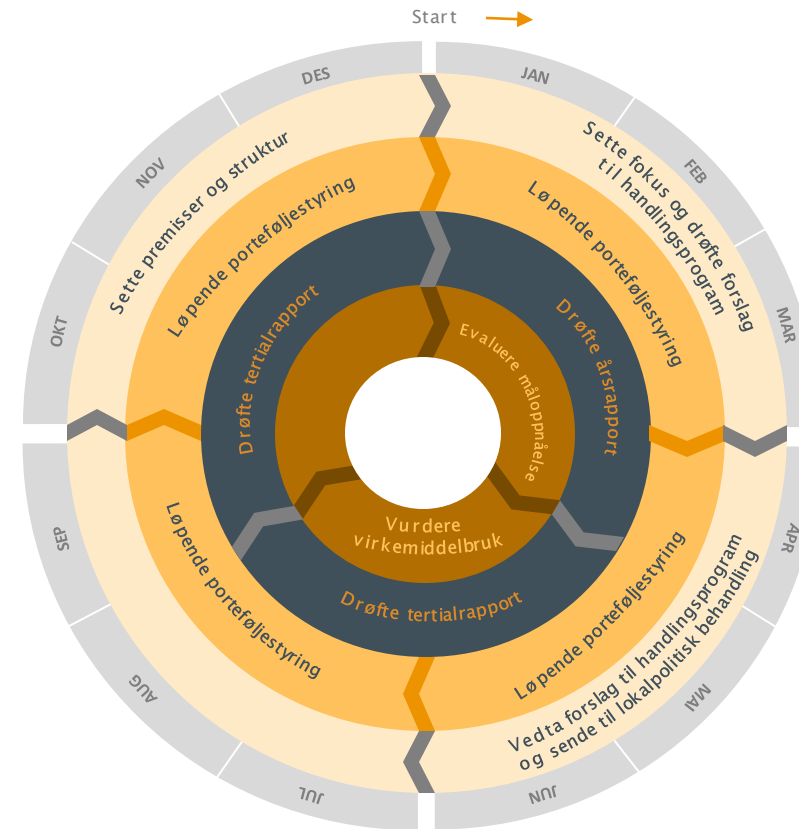 Start
JAN
FEB
MAR
APR
MAI
JUN
JUL
AUG
SEP
OKT
NOV
DES
Sette fokus og drøfte forslag
til handlingsprogram
Vedta forslag til handlingsprogram
og sende til lokalpolitisk behandling
Sette premisser og struktur
Løpende porteføljestyring
Løpende porteføljestyring
Løpende porteføljestyring
Løpende porteføljestyring
Drøfte årsrapport
Drøfte tertialrapport
Drøfte tertialrapport
Evaluere måloppnåelse
Vurdere
virkemiddelbruk